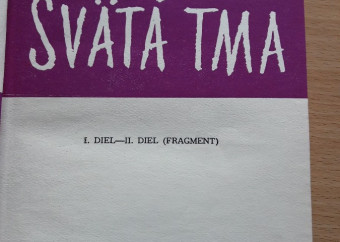 SVÄTÁ TMA
I. DIEL—II. DIEL (FRAGMENT)